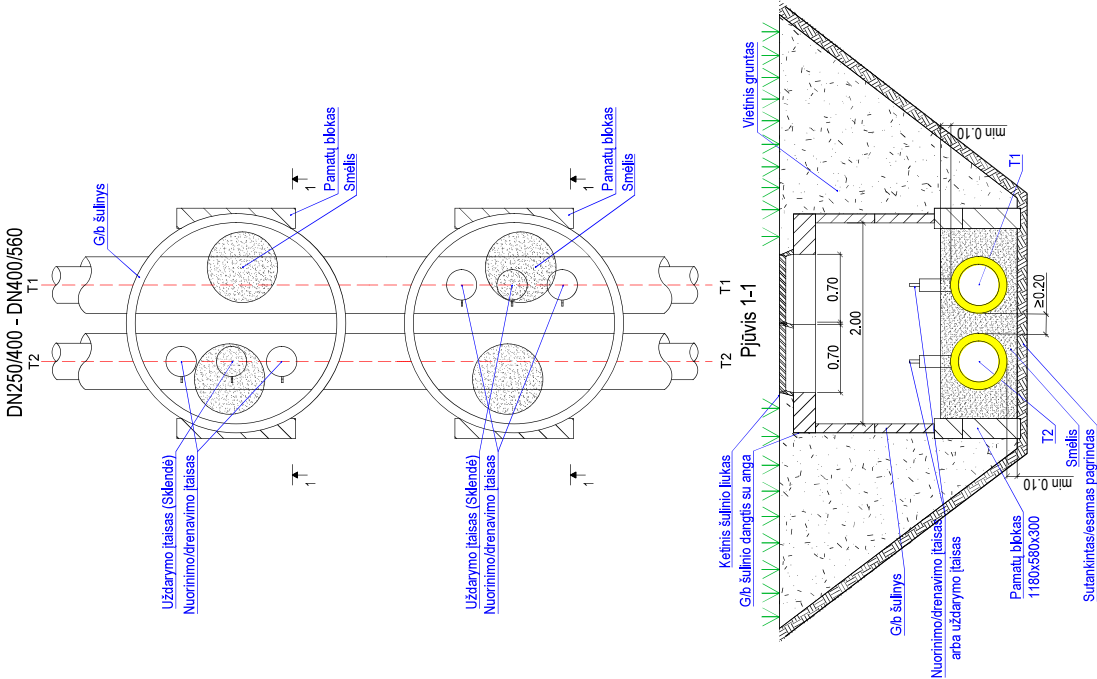 DN250/400 - DN400/560
T1
T2
G/b šulinys
Pamatų blokas
Smėlis
1
1
Uždarymo įtaisas (Sklendė)
Nuorinimo/drenavimo įtaisas
Pamatų blokas
Smėlis
1
1
Uždarymo įtaisas (Sklendė)
Nuorinimo/drenavimo įtaisas
T1
T2
Pjūvis 1-1
Vietinis gruntas
min 0.10
T1
0.70
0.70
2.00
≥0.20
Ketinis šulinio liukas
G/b šulinio dangtis su anga
G/b šulinys
Nuorinimo/drenavimo įtaisas
arba uždarymo įtaisas
Pamatų blokas
1180x580x300
min 0.10
T2
Smėlis
Sutankintas/esamas pagrindas